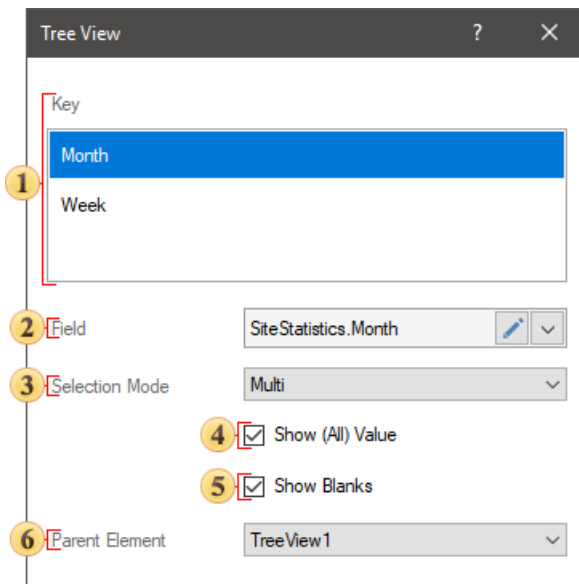 Tree View ?
Key
Month
1
Week
2 Field SiteStatistics.Month
3 Selection Mode Multi
4 Show (All) Value
5 Show Blanks
6 Parent Element TreeView1